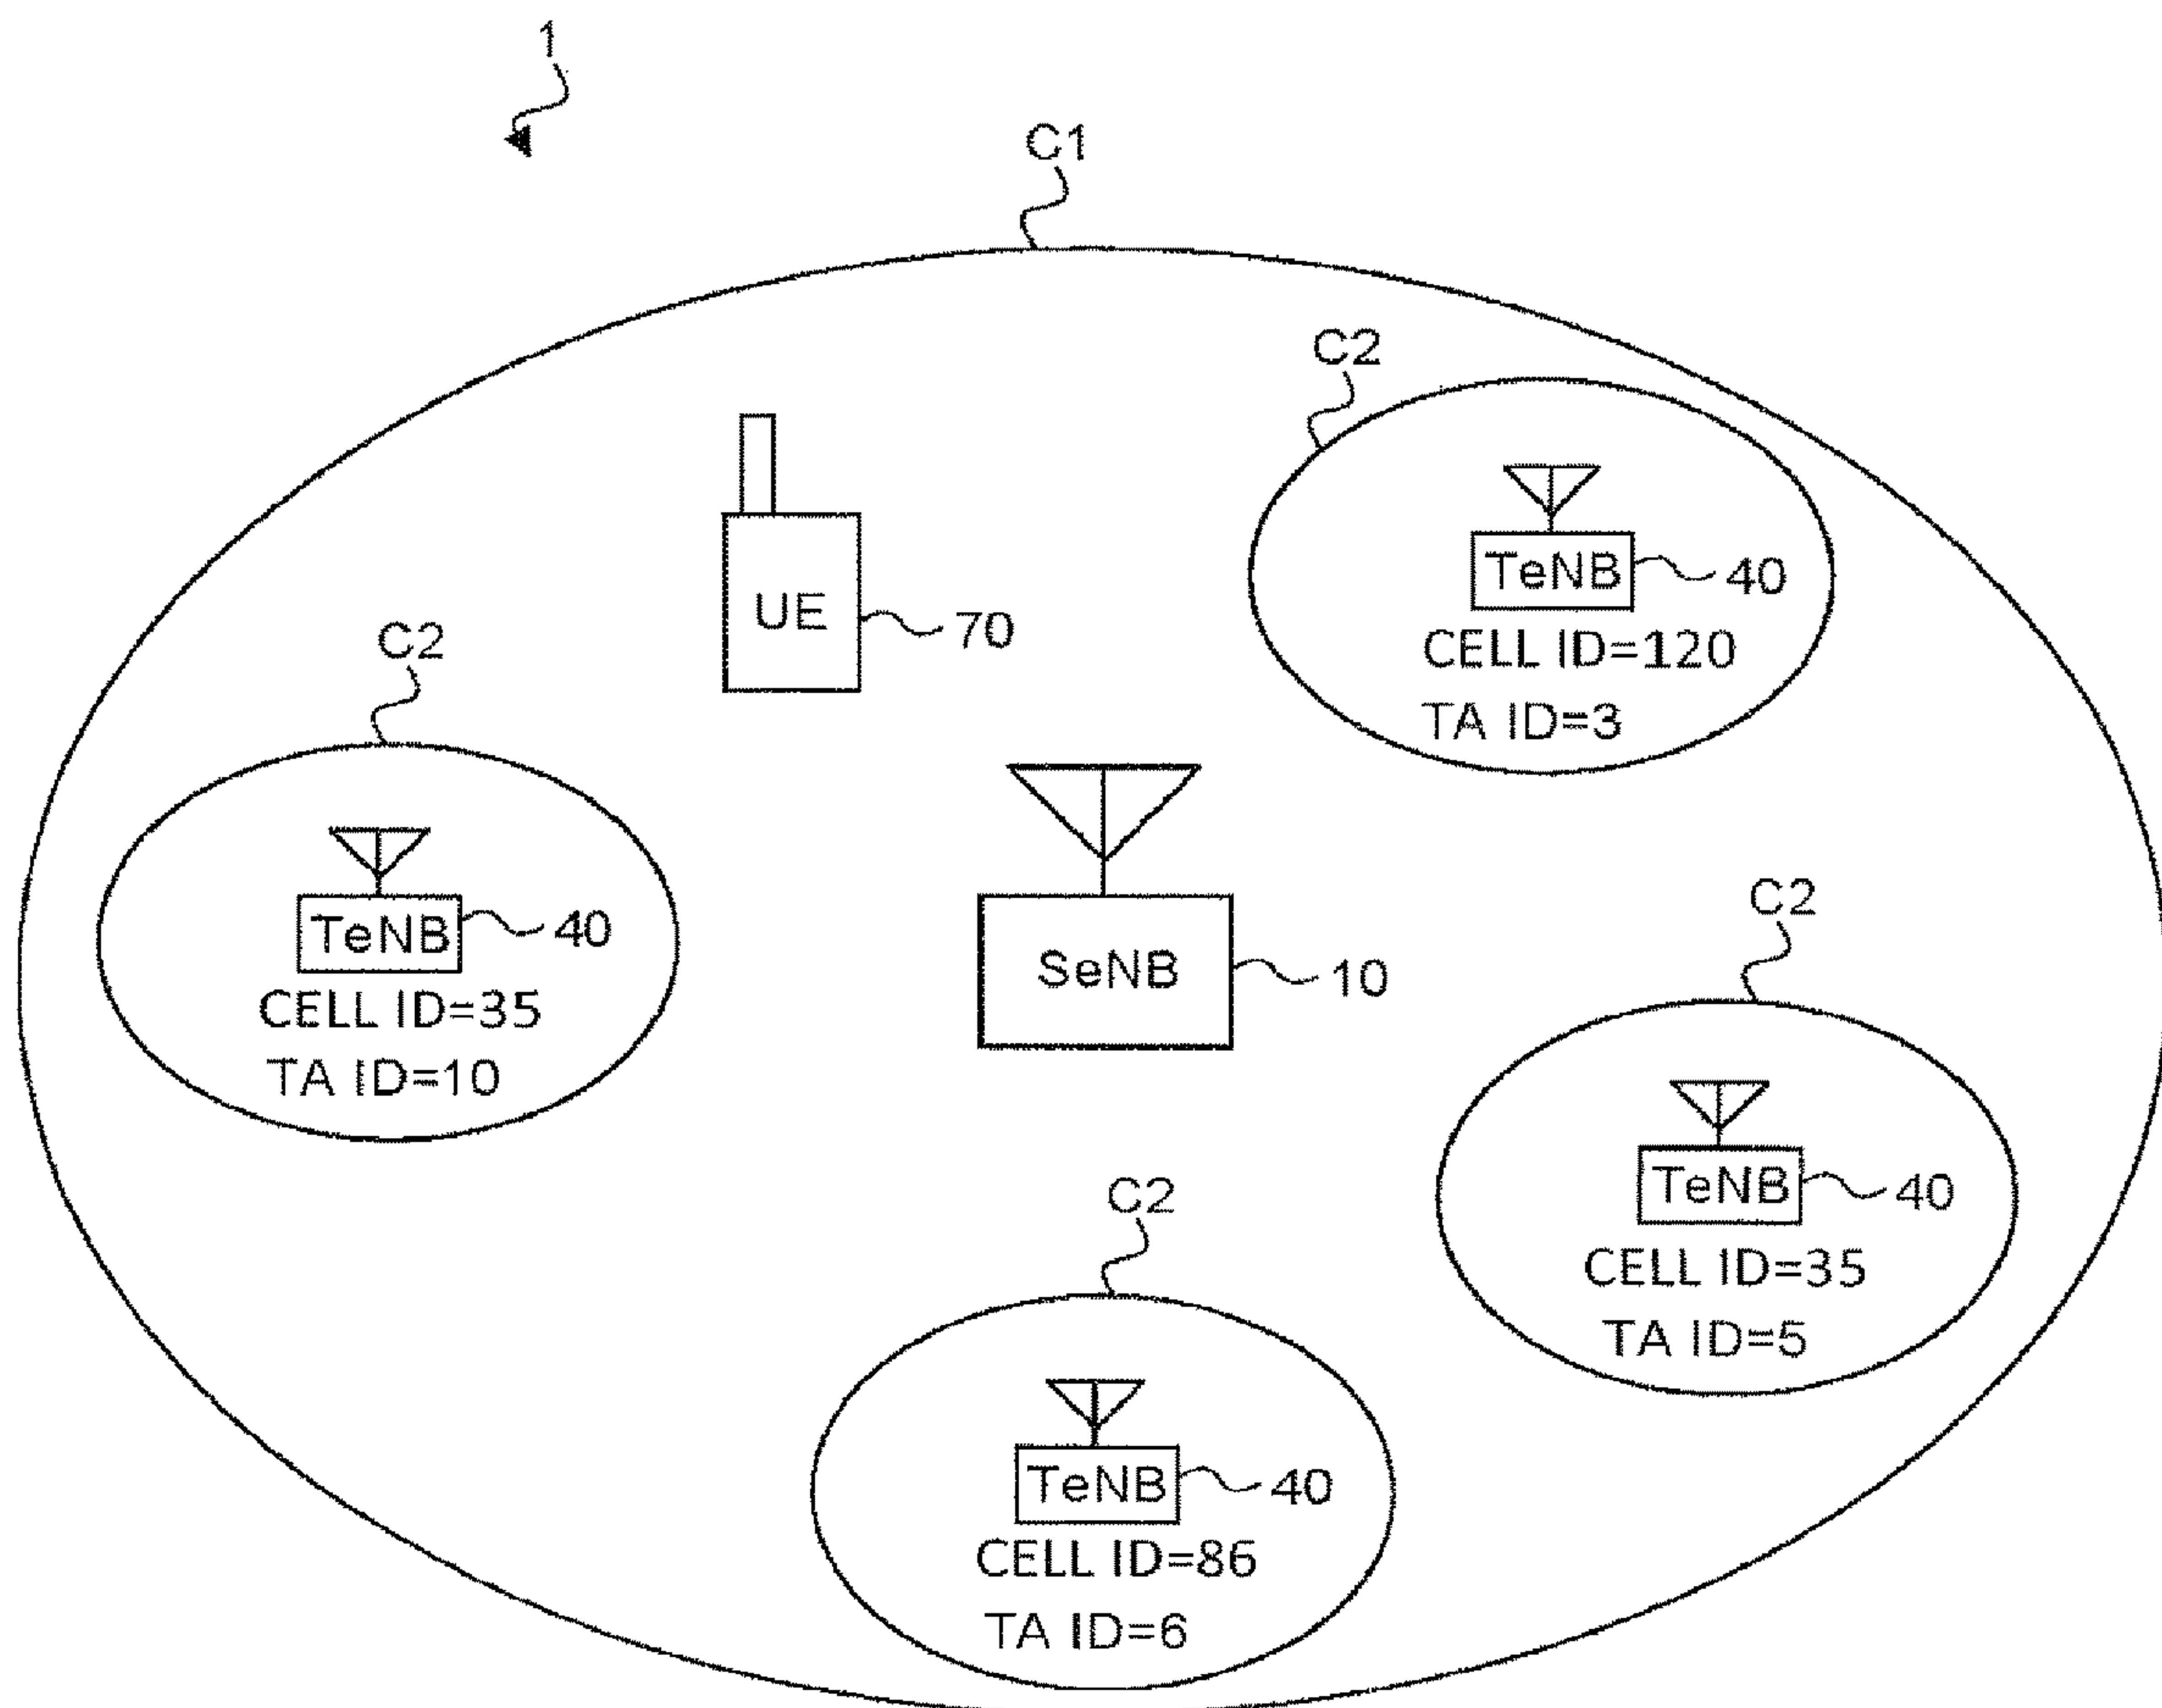 1
C1
C2
TeNB
40
CELL ID=120
TA ID=3
UE
70
C2
TeNB
40
CELL ID=35
TA ID=10
SeNB
10
C2
TeNB
40
CELL ID=35
TA ID=5
C2
TeNB
40
CELL ID=86
TA ID=6